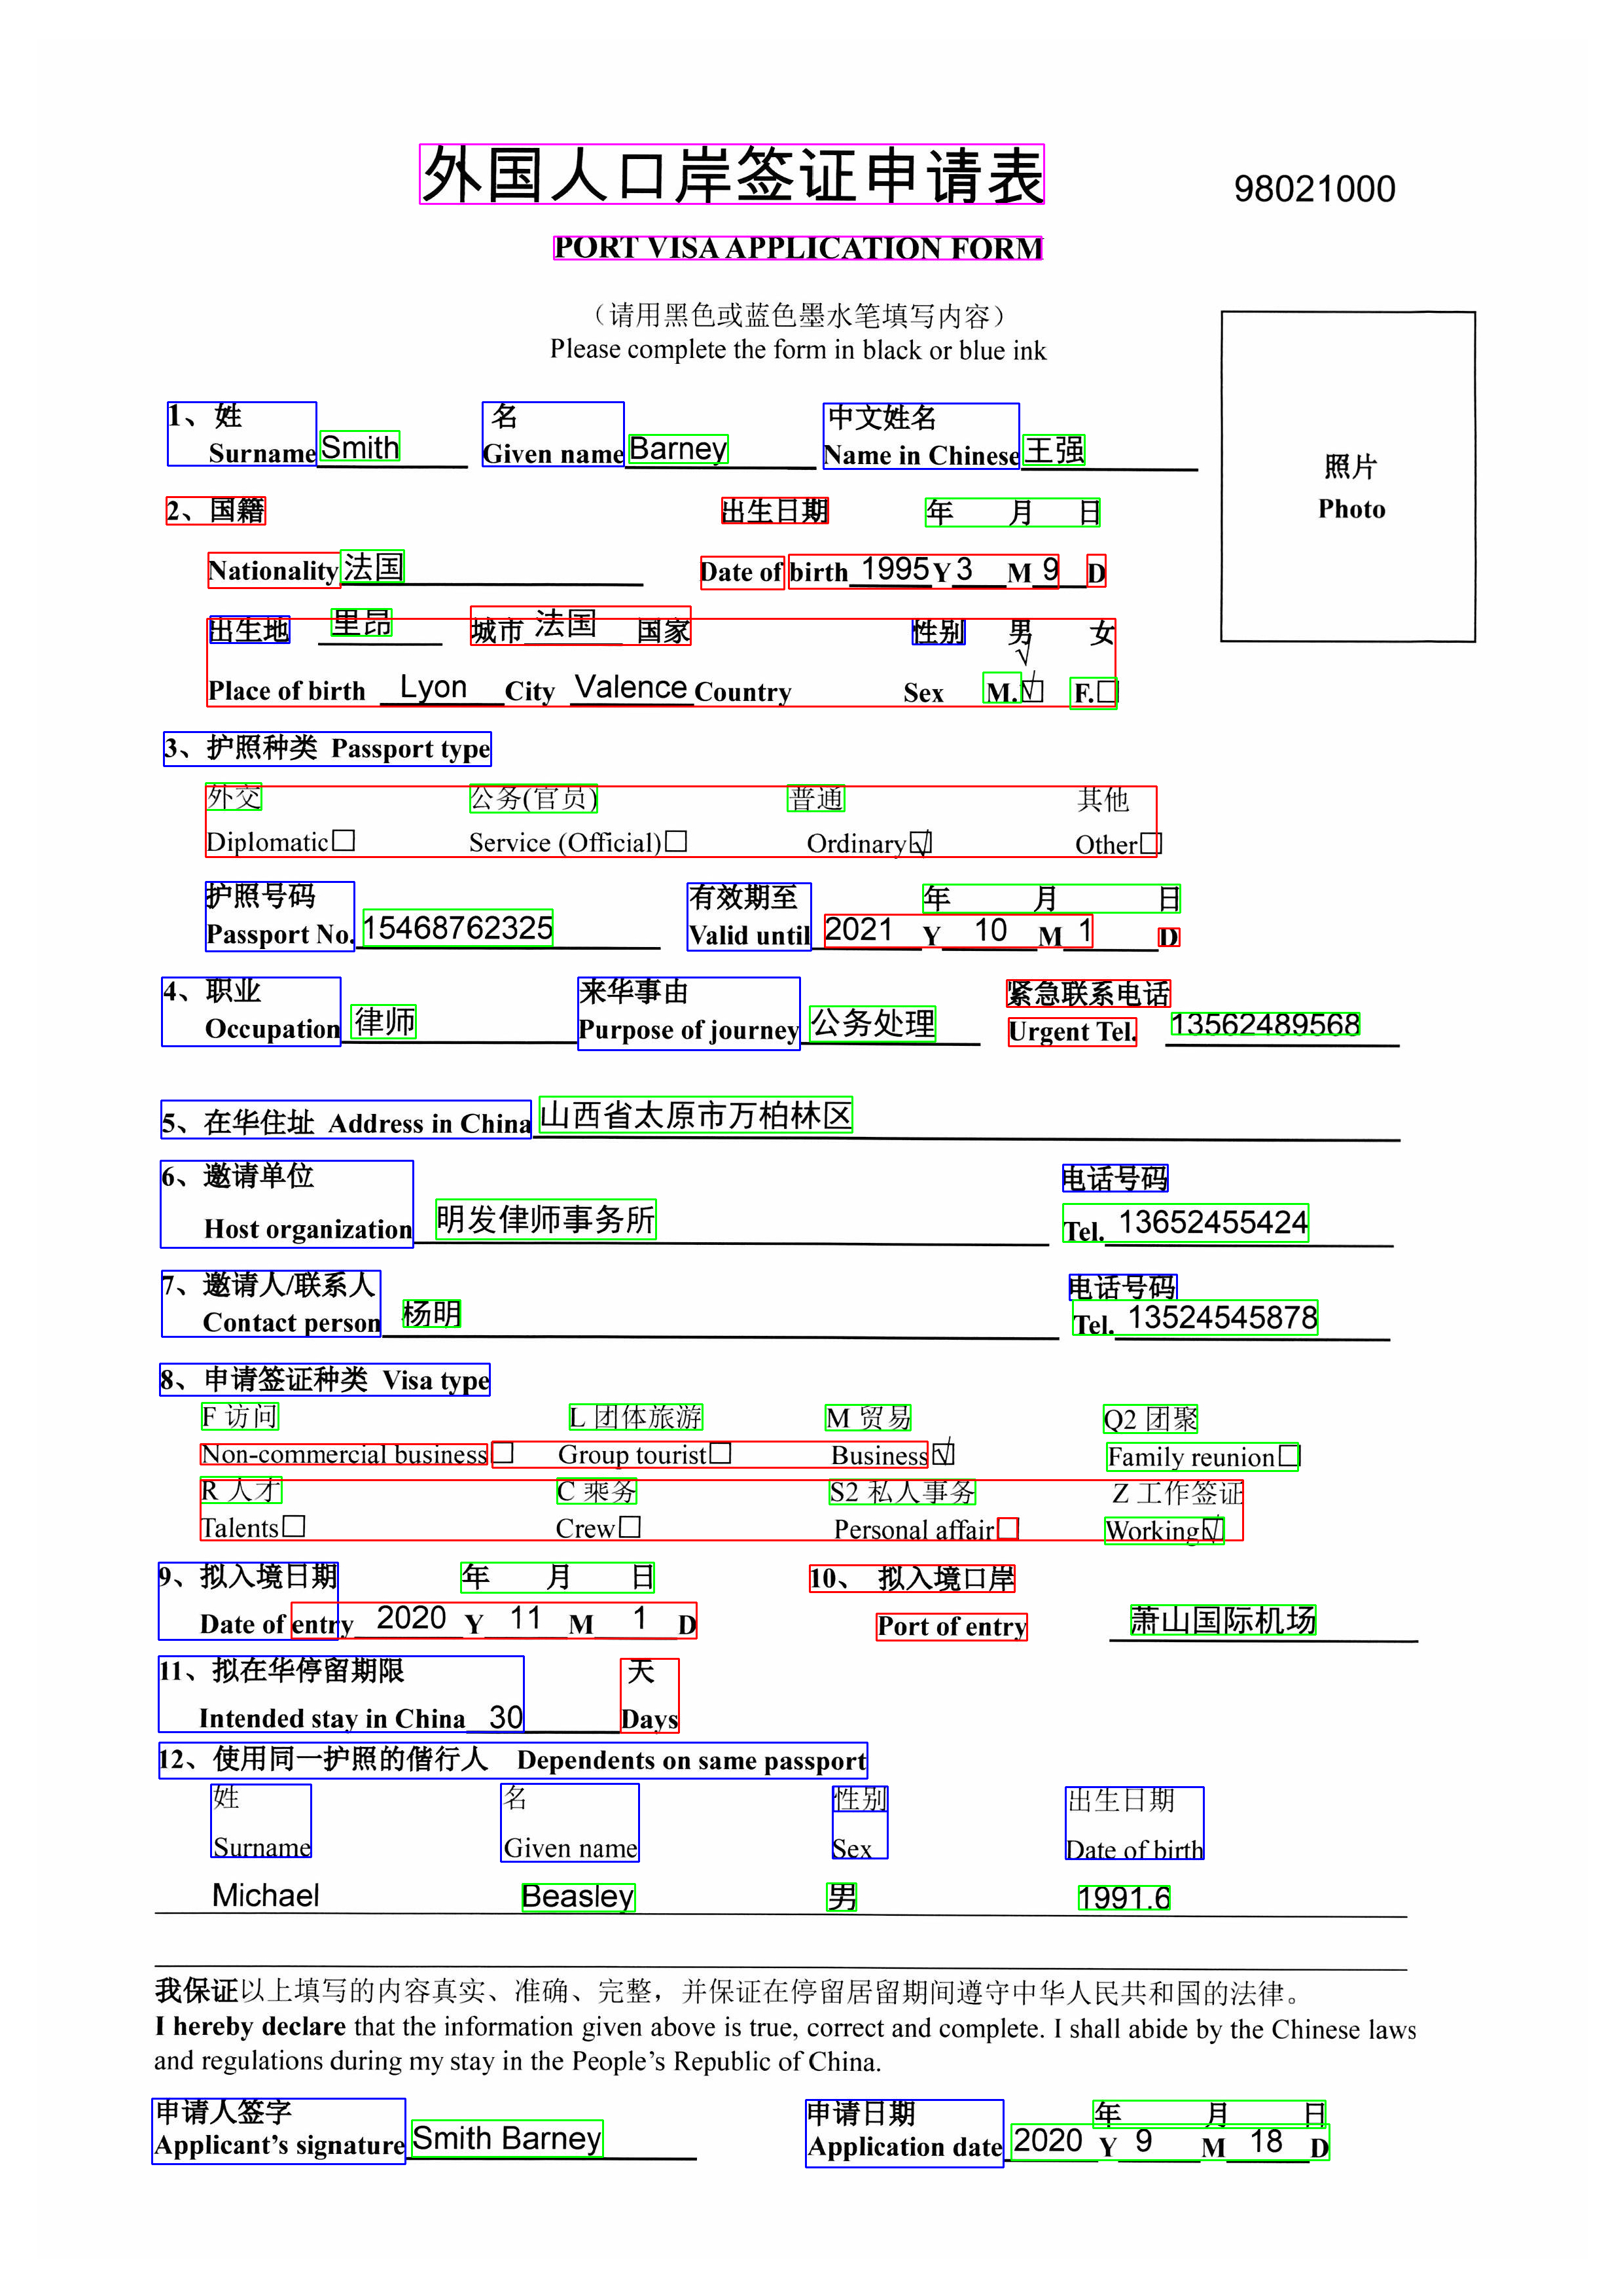 外国人口岸签证申请表 98021000
PORT VISA APPLICATION FORM
（请用黑色或蓝色墨水笔填写内容）
Please complete the form in black or blue ink
照片
Photo
1、姓 名 中文姓名
Surname Smith Given name Barney Name in Chinese 王强
2、国籍 出生日期 年 月 日
Nationality 法国 Date of birth 1995 Y 3 M 9 D
出生地 里昂 城市 法国 国家 性别 男 女
√
Place of birth Lyon City Valence Country Sex M.☑ F.□
3、护照种类 Passport type
外交 公务(官员) 普通 其他
Diplomatic□ Service (Official)□ Ordinary☑ Other□
护照号码 有效期至 年 月 日
Passport No. 15468762325 Valid until 2021 Y 10 M 1 D
4、职业 来华事由 紧急联系电话
Occupation 律师 Purpose of journey 公务处理 Urgent Tel. 13562489568
5、在华住址 Address in China 山西省太原市万柏林区
6、邀请单位 电话号码
Host organization 明发律师事务所 Tel. 13652455424
7、邀请人/联系人 电话号码
Contact person 杨明 Tel. 13524545878
8、申请签证种类 Visa type
F 访问 L 团体旅游 M 贸易 Q2 团聚
Non-commercial business□ Group tourist□ Business☑ Family reunion□
R 人才 C 乘务 S2 私人事务 Z 工作签证
Talents□ Crew□ Personal affair□ Working☑
9、拟入境日期 年 月 日 10、 拟入境口岸
Date of entry 2020 Y 11 M 1 D Port of entry 萧山国际机场
11、拟在华停留期限 天
Intended stay in China 30 Days
12、使用同一护照的偕行人 Dependents on same passport
姓 名 性别 出生日期
Surname Given name Sex Date of birth
Michael Beasley 男 1991.6
我保证以上填写的内容真实、准确、完整，并保证在停留居留期间遵守中华人民共和国的法律。
I hereby declare that the information given above is true, correct and complete. I shall abide by the Chinese laws
and regulations during my stay in the People's Republic of China.
申请人签字 申请日期 年 月 日
Applicant's signature Smith Barney Application date 2020 Y 9 M 18 D